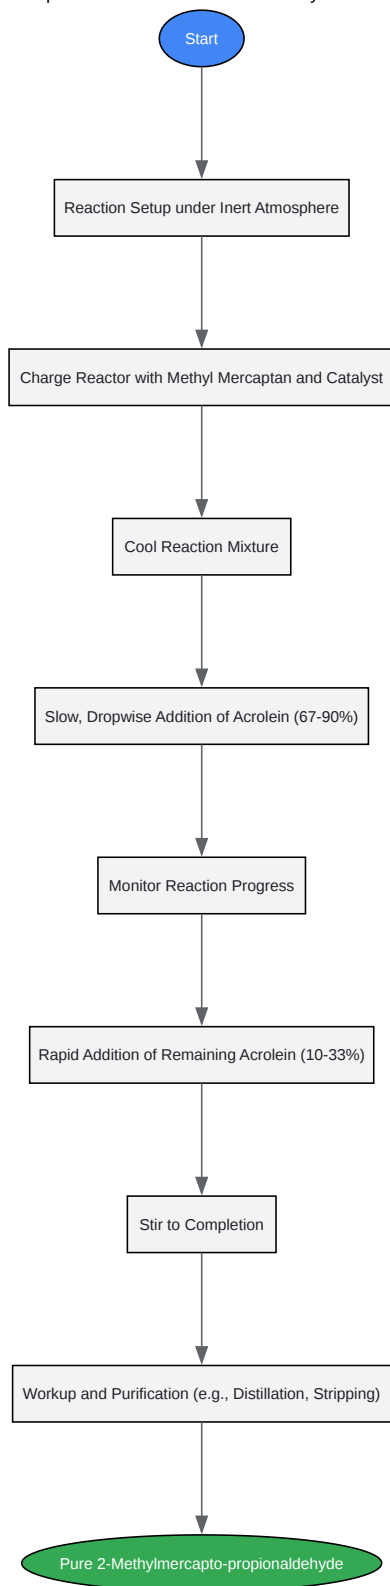 Start
Reaction Setup under Inert Atmosphere
Charge Reactor with Methyl Mercaptan and Catalyst
Cool Reaction Mixture
Slow, Dropwise Addition of Acrolein (67-90%)
Monitor Reaction Progress
Rapid Addition of Remaining Acrolein (10-33%)
Stir to Completion
Workup and Purification (e.g., Distillation, Stripping)
Pure 2-Methylmercapto-propionaldehyde